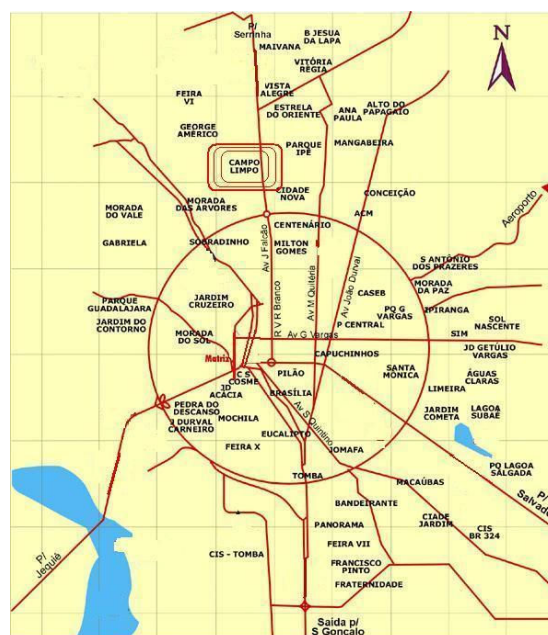 P/
Serrinha
MAIVANA
B JESUA
DA LAPA
VITÓRIA
RÉGIA
N
FEIRA
VI
VISTA
ALEGRE
ESTRELA
DO ORIENTE
ANA
PAULA
ALTO DO
PAPAGAIO
GEORGE
AMÉRICO
PARQUE
IPÊ
MANGABEIRA
CAMPO
LIMPO
CIDADE
NOVA
CONCEIÇÃO
Aeroporto
MORADA
DO VALE
MORADA
DAS ÁRVORES
CENTENÁRIO
ACM
GABRIELA
SOBRADINHO
Av J Falcão
MILTON
GOMES
S ANTÔNIO
DOS PRAZERES
R V R Branco
Av M Quitéria
Av João Durval
MORADA
DA PAZ
PARQUE
GUADALAJARA
JARDIM
CRUZEIRO
CASEB
PQ G
VARGAS
IPIRANGA
JARDIM DO
CONTORNO
P CENTRAL
SOL
NASCENTE
MORADA
DO SOL
Av G Vargas
SIM
Matriz
CAPUCHINHOS
JD GETÚLIO
VARGAS
C S
COSME
PILÃO
SANTA
MÔNICA
ÁGUAS
CLARAS
JD
ACÁCIA
BRASÍLIA
LIMEIRA
PEDRA DO
DESCANSO
MOCHILA
Av S Quintino
JARDIM
COMETA
LAGOA
SUBAÉ
J DURVAL
CARNEIRO
EUCALIPTO
FEIRA X
JOMAFA
TOMBA
MACAÚBAS
PQ LAGOA
SALGADA
BANDEIRANTE
P/
Salvador
PANORAMA
CIADE
JARDIM
CIS
BR 324
FEIRA VII
CIS - TOMBA
P/
Jequié
FRANCISCO
PINTO
FRATERNIDADE
Saida p/
S Gonçalo